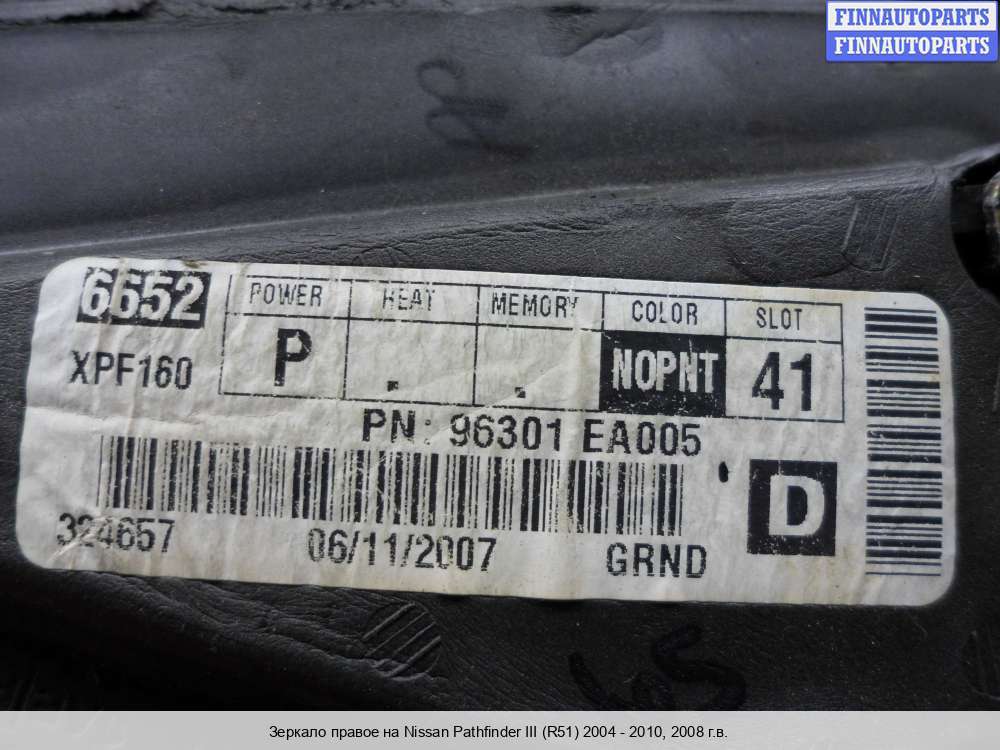 FINNAUTOPARTS
FINNAUTOPARTS
6652 POWER HEAT MEMORY COLOR SLOT
XPF160 P . . NOPNT 41
PN: 96301 EA005
D
324657 06/11/2007 GRND
Зеркало правое на Nissan Pathfinder III (R51) 2004 - 2010, 2008 г.в.